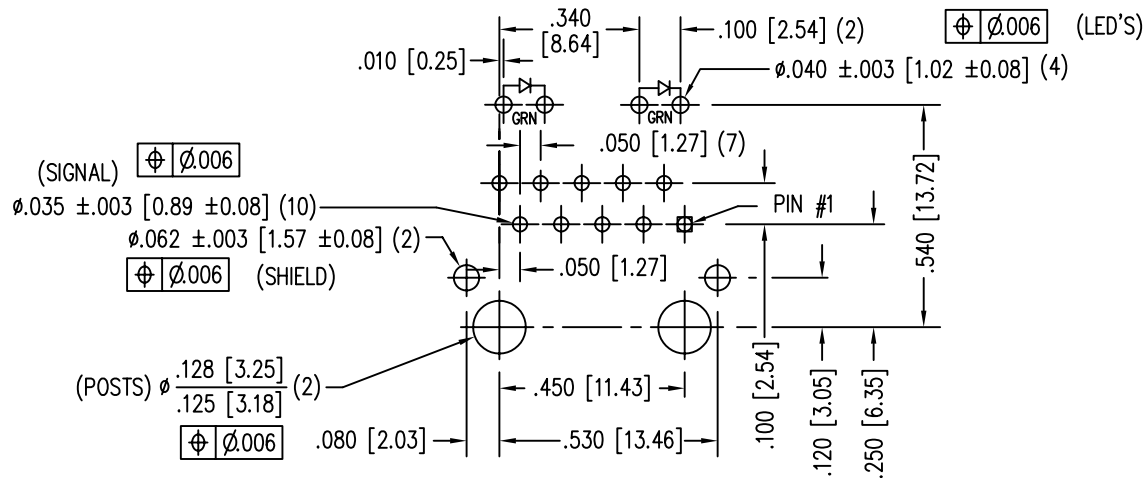 .340
[8.64]
.100 [2.54] (2)
⌖ Ø.006 (LED'S)
.010 [0.25]
ø.040 ±.003 [1.02 ±0.08] (4)
GRN
GRN
.050 [1.27] (7)
⌖ Ø.006
(SIGNAL)
ø.035 ±.003 [0.89 ±0.08] (10)
PIN #1
.540 [13.72]
ø.062 ±.003 [1.57 ±0.08] (2)
⌖ Ø.006 (SHIELD)
.050 [1.27]
(POSTS) ø .128 [3.25]
.125 [3.18] (2)
⌖ Ø.006
.450 [11.43]
.080 [2.03]
.530 [13.46]
.100 [2.54]
.120 [3.05]
.250 [6.35]